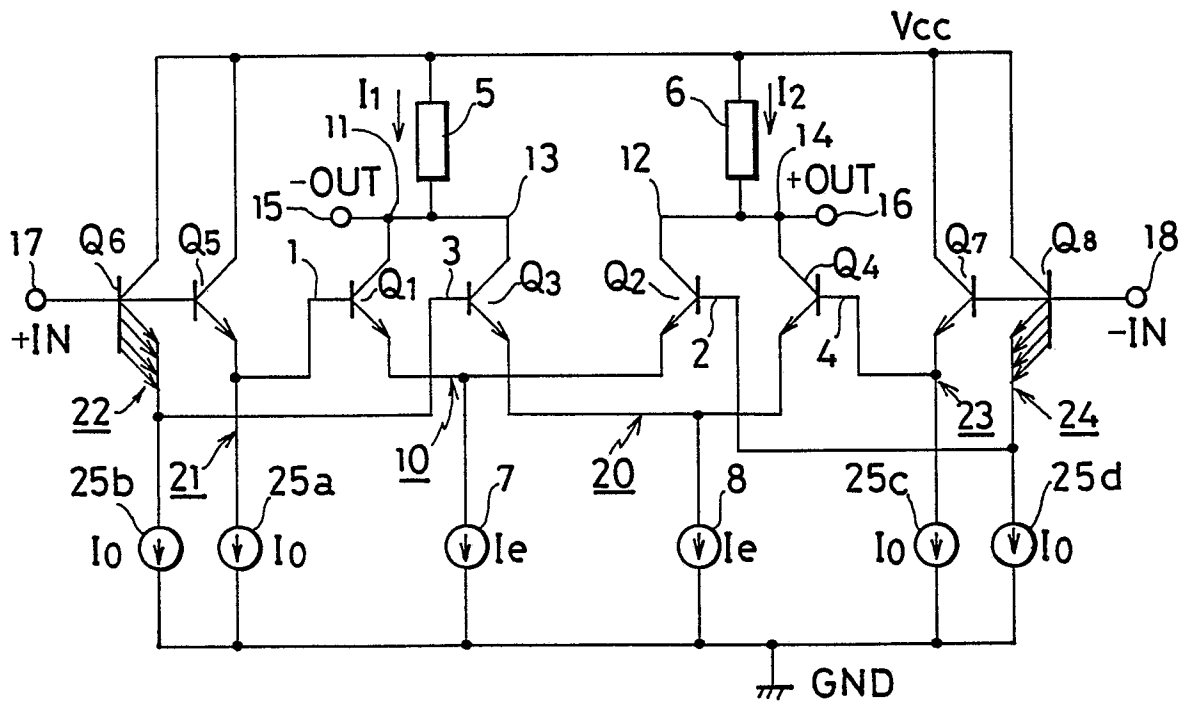 Vcc
I1 5 6 I2
11 14
-OUT 13 12 +OUT
15 16
17 Q6 Q5 1 3 Q7 Q8 18
Q1 Q3 Q2 Q4
+IN 2 4 -IN
22 23 24
21 10 20
25b 25a 7 8 25c 25d
I0 I0 Ie Ie I0 I0
GND